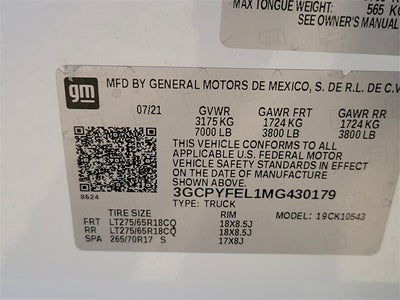 MAX TONGUE WEIGHT:
565 KG
SEE OWNER'S MANUAL
gm
MFD BY GENERAL MOTORS DE MEXICO, S. DE R.L. DE C.V
07/21 GVWR GAWR FRT GAWR RR
3175 KG 1724 KG 1724 KG
7000 LB 3800 LB 3800 LB
THIS VEHICLE CONFORMS TO ALL
APPLICABLE U.S. FEDERAL MOTOR
VEHICLE SAFETY STANDARDS IN EFFECT ON
THE DATE OF MANUFACTURE SHOWN ABOVE.
3GCPYFEL1MG430179
TYPE: TRUCK
8624
MODEL: 19CK10543
TIRE SIZE RIM
FRT LT275/65R18CQ 18X8.5J
RR LT275/65R18CQ 18X8.5J
SPA 265/70R17 S 17X8J